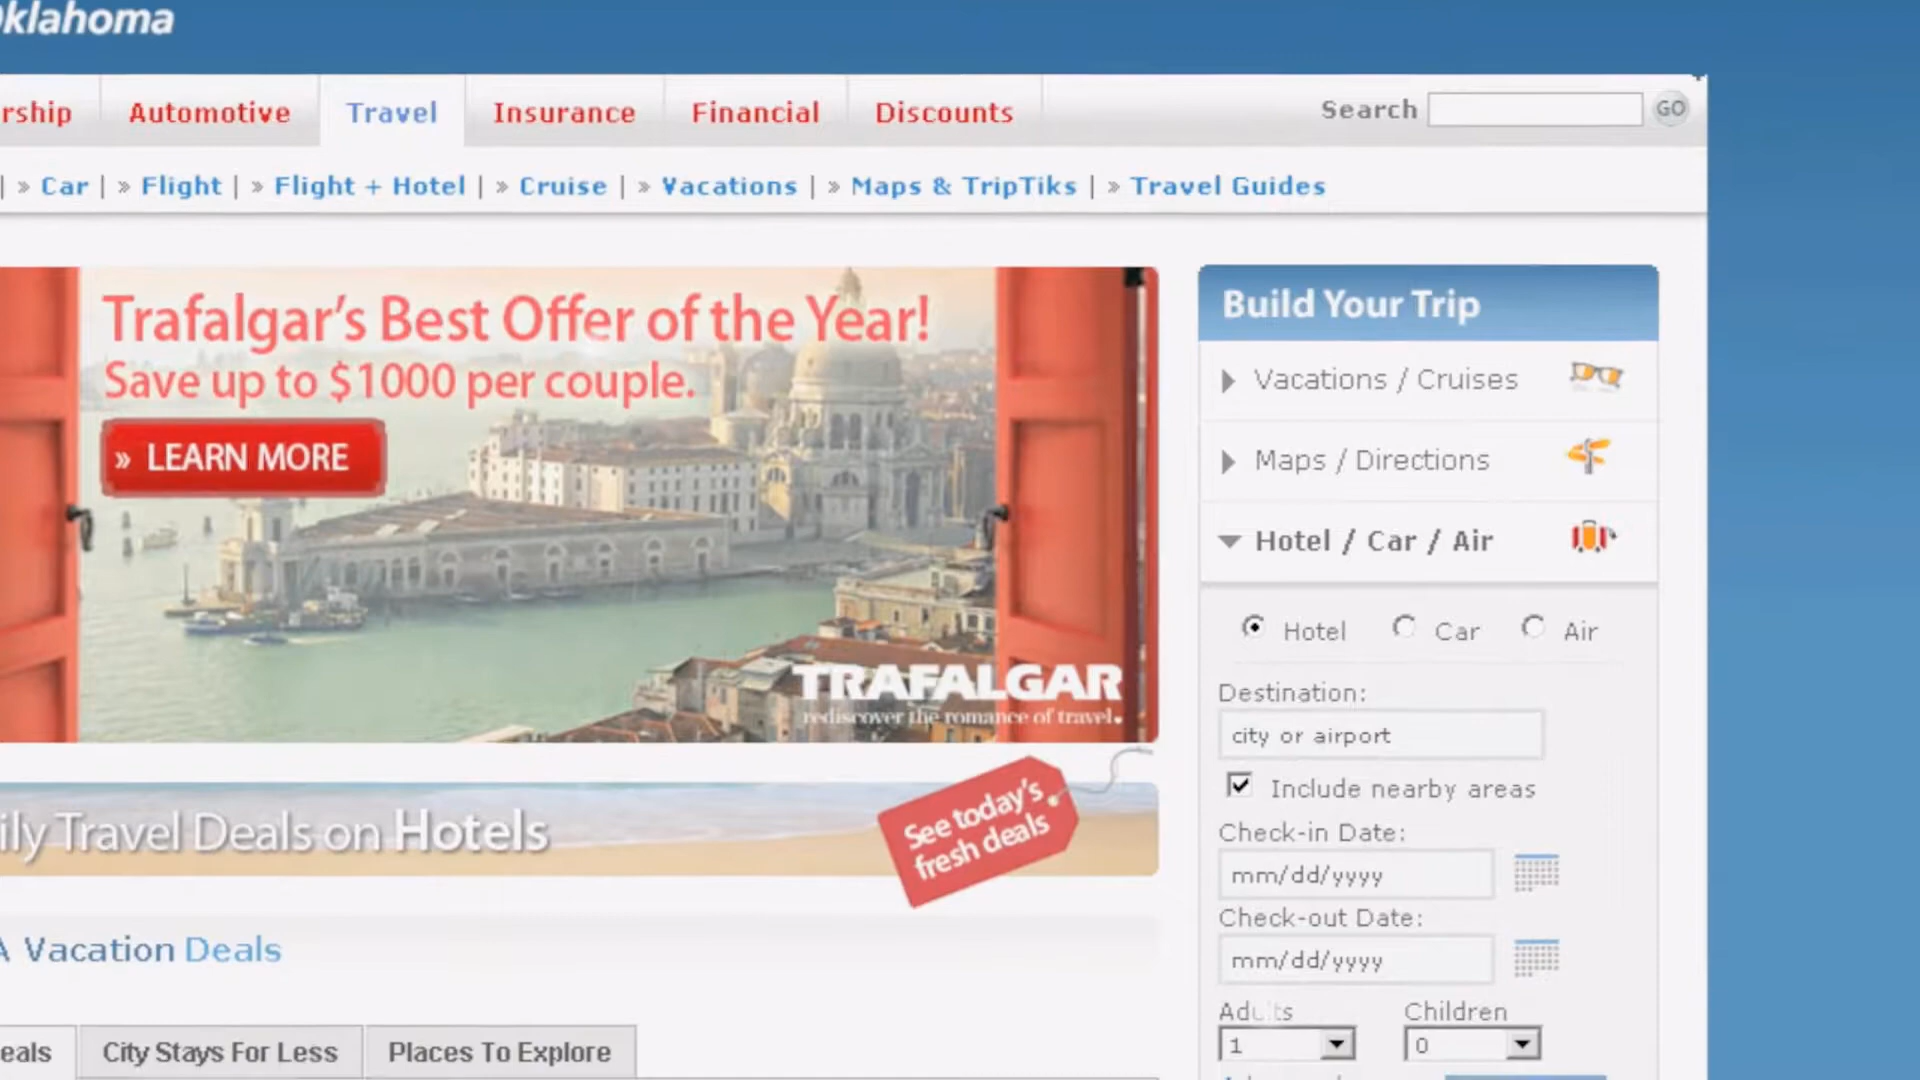 Oklahoma
rship Automotive Travel Insurance Financial Discounts Search GO
| » Car | » Flight | » Flight + Hotel | » Cruise | » Vacations | » Maps & TripTiks | » Travel Guides
Trafalgar's Best Offer of the Year!
Save up to $1000 per couple.
» LEARN MORE
TRAFALGAR
rediscover the romance of travel.
ily Travel Deals on Hotels
See today's
fresh deals
A Vacation Deals
eals City Stays For Less Places To Explore
Build Your Trip
Vacations / Cruises
Maps / Directions
Hotel / Car / Air
Hotel Car Air
Destination:
city or airport
Include nearby areas
Check-in Date:
mm/dd/yyyy
Check-out Date:
mm/dd/yyyy
Adults Children
1 0